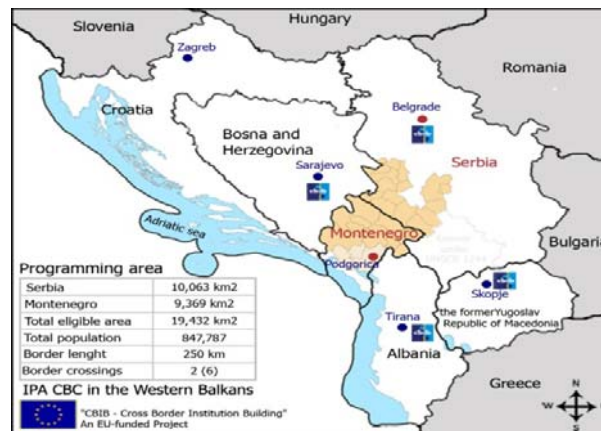 Slovenia
Hungary
Romania
Zagreb
Croatia
Belgrade
Bosna and
Herzegovina
Sarajevo
Serbia
Adriatic sea
Montenegro
Podgorica
Bulgaria
Skopje
the formerYugoslav
Republic of Macedonia
Tirana
Albania
Greece
Programming area
Serbia 10,063 km2
Montenegro 9,369 km2
Total eligible area 19,432 km2
Total population 847,787
Border lenght 250 km
Border crossings 2 (6)
IPA CBC in the Western Balkans
"CBIB - Cross Border Institution Building"
An EU-funded Project
N
W E
S